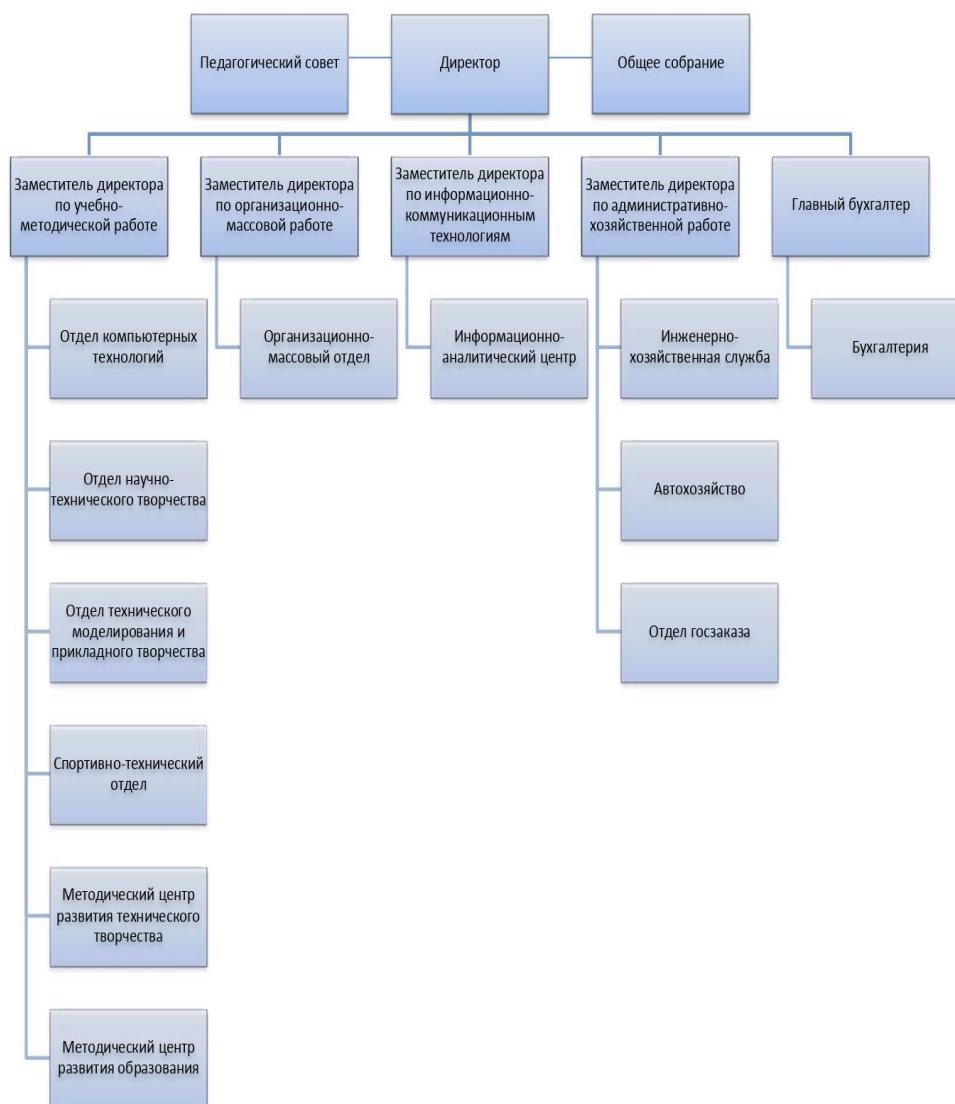 Педагогический совет
Директор
Общее собрание
Заместитель директора
по учебно-
методической работе
Заместитель директора
по организационно-
массовой работе
Заместитель директора
по информационно-
коммуникационным
технологиям
Заместитель директора
по административно-
хозяйственной работе
Главный бухгалтер
Отдел компьютерных
технологий
Организационно-
массовый отдел
Информационно-
аналитический центр
Инженерно-
хозяйственная служба
Бухгалтерия
Отдел научно-
технического творчества
Автохозяйство
Отдел технического
моделирования и
прикладного творчества
Отдел госзаказа
Спортивно-технический
отдел
Методический центр
развития технического
творчества
Методический центр
развития образования